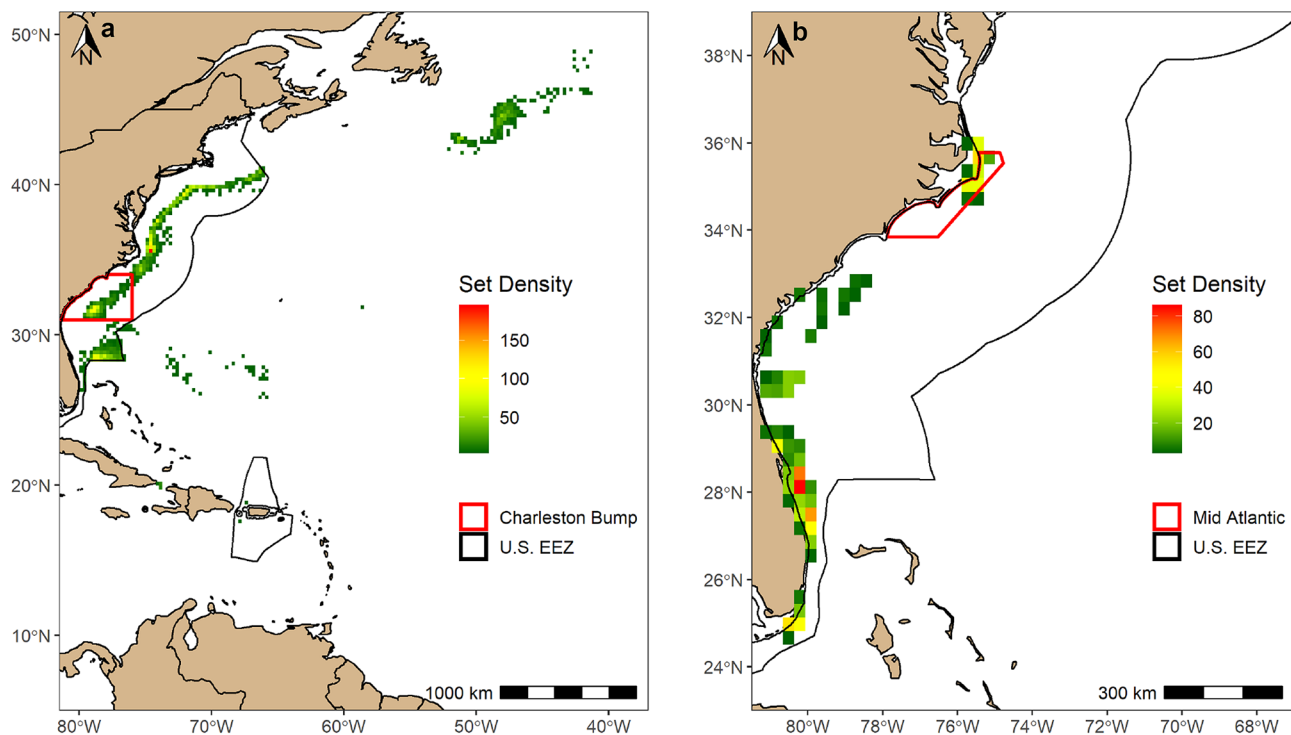 a
N
50°N
40°N
30°N
20°N
10°N
80°W
70°W
60°W
50°W
40°W
Set Density
150
100
50
Charleston Bump
U.S. EEZ
1000 km
b
N
38°N
36°N
34°N
32°N
30°N
28°N
26°N
24°N
80°W
78°W
76°W
74°W
72°W
70°W
68°W
Set Density
80
60
40
20
Mid Atlantic
U.S. EEZ
300 km